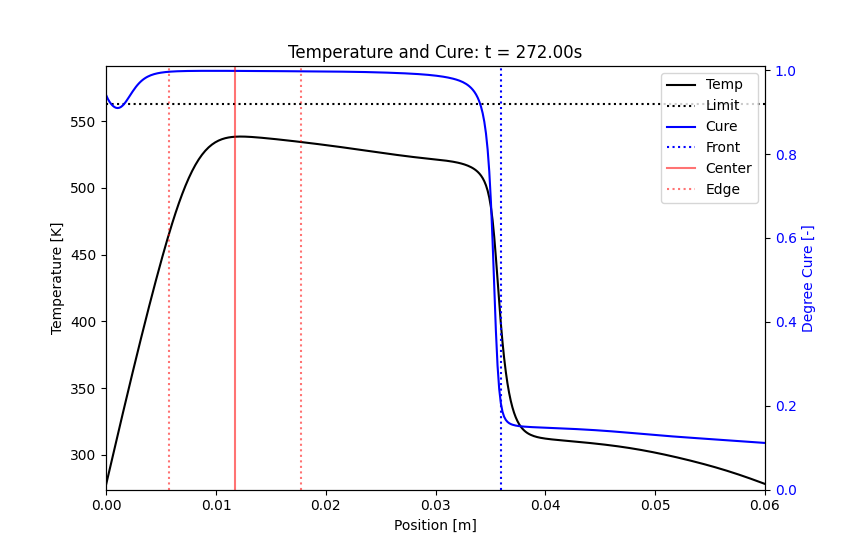 Temperature and Cure: t = 272.00s
Temp
Limit
Cure
Front
Center
Edge
Temperature [K]
550
500
450
400
350
300
Degree Cure [-]
1.0
0.8
0.6
0.4
0.2
0.0
0.00 0.01 0.02 0.03 0.04 0.05 0.06
Position [m]